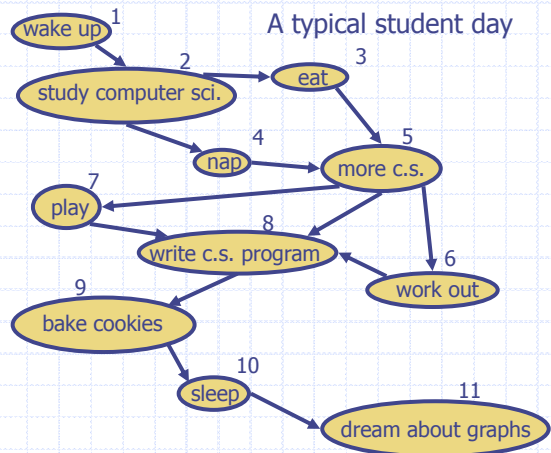 A typical student day
1
wake up
2
study computer sci.
3
eat
4
nap
5
more c.s.
7
play
8
write c.s. program
6
work out
9
bake cookies
10
sleep
11
dream about graphs